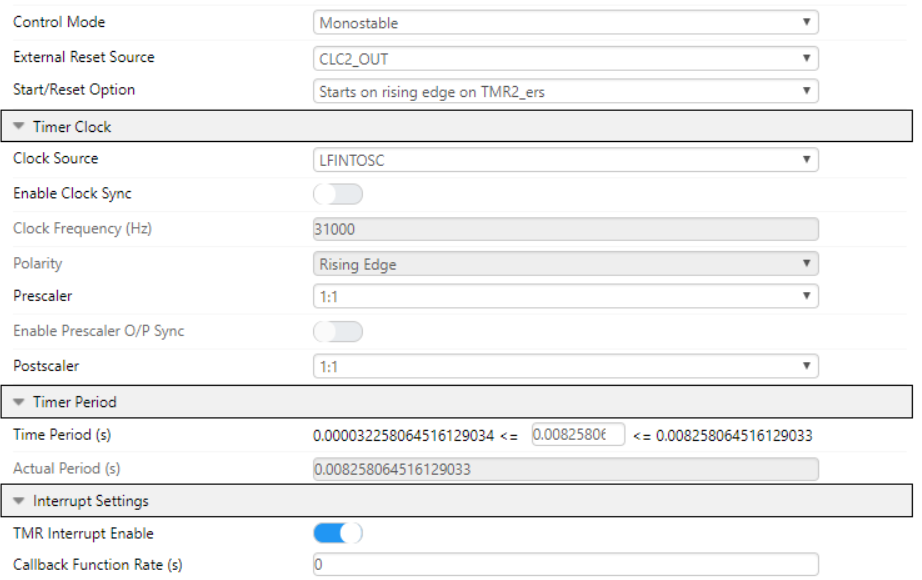 Control Mode Monostable
External Reset Source CLC2_OUT
Start/Reset Option Starts on rising edge on TMR2_ers
Timer Clock
Clock Source LFINTOSC
Enable Clock Sync
Clock Frequency (Hz) 31000
Polarity Rising Edge
Prescaler 1:1
Enable Prescaler O/P Sync
Postscaler 1:1
Timer Period
Time Period (s) 0.000032258064516129034 <= 0.00825806 <= 0.008258064516129033
Actual Period (s) 0.008258064516129033
Interrupt Settings
TMR Interrupt Enable
Callback Function Rate (s) 0